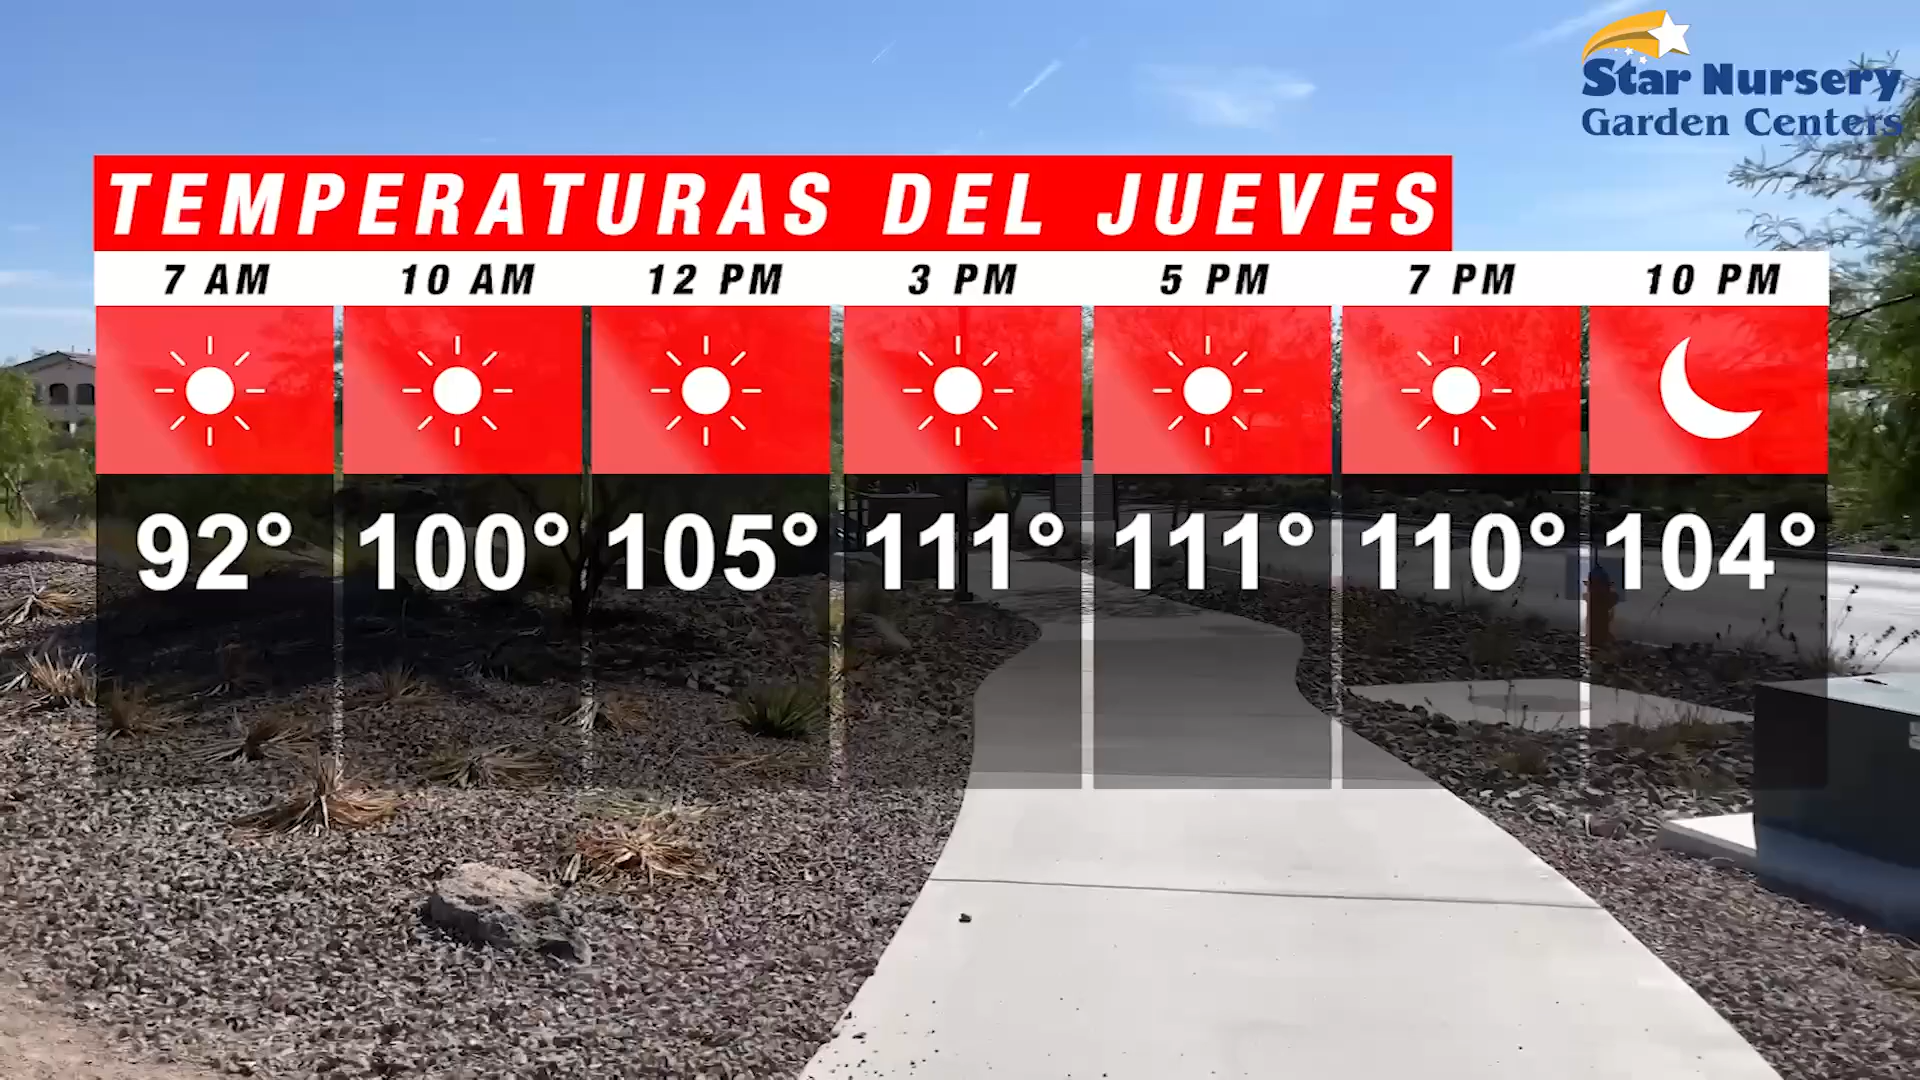 Star Nursery
Garden Centers
TEMPERATURAS DEL JUEVES
7 AM 10 AM 12 PM 3 PM 5 PM 7 PM 10 PM
92° 100° 105° 111° 111° 110° 104°